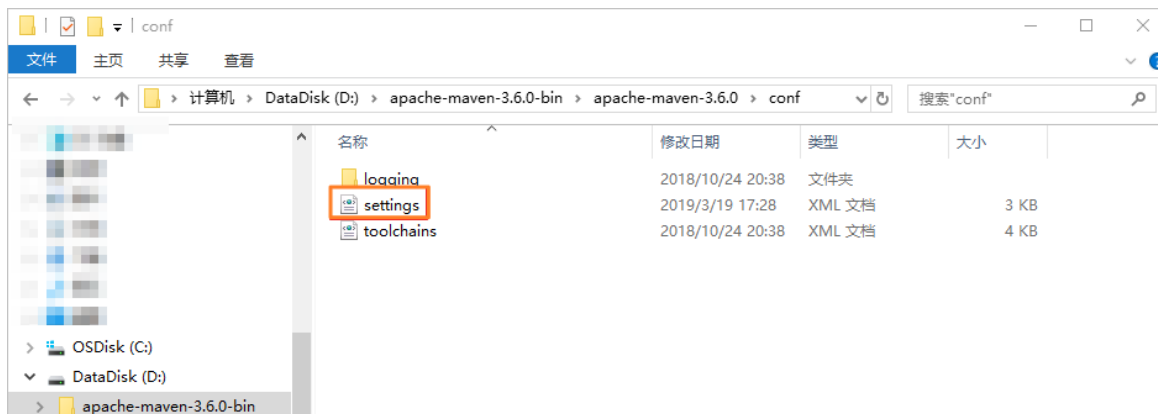 conf
文件 主页 共享 查看
计算机 > DataDisk (D:) > apache-maven-3.6.0-bin > apache-maven-3.6.0 > conf 搜索"conf"
名称 修改日期 类型 大小
logging 2018/10/24 20:38 文件夹
settings 2019/3/19 17:28 XML 文档 3 KB
toolchains 2018/10/24 20:38 XML 文档 4 KB
OSDisk (C:)
DataDisk (D:)
apache-maven-3.6.0-bin